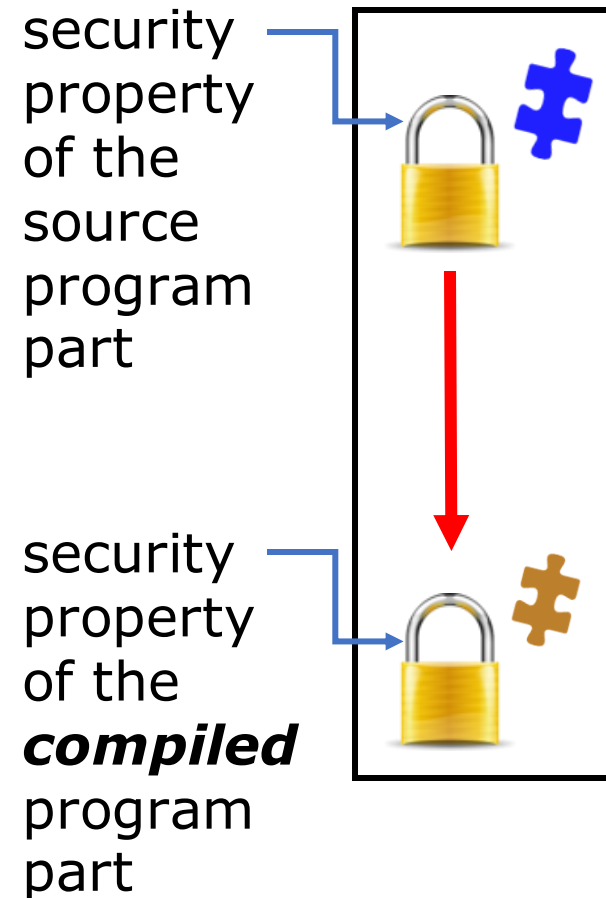 security
property
of the
source
program
part
security
property
of the
compiled
program
part